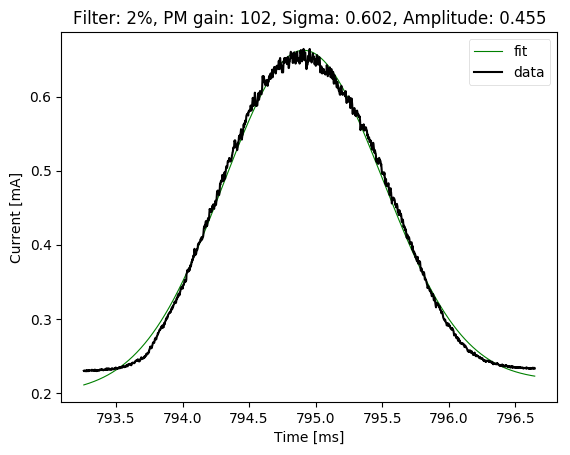 Filter: 2%, PM gain: 102, Sigma: 0.602, Amplitude: 0.455
fit
data
0.6
0.5
0.4
0.3
0.2
Current [mA]
793.5 794.0 794.5 795.0 795.5 796.0 796.5
Time [ms]